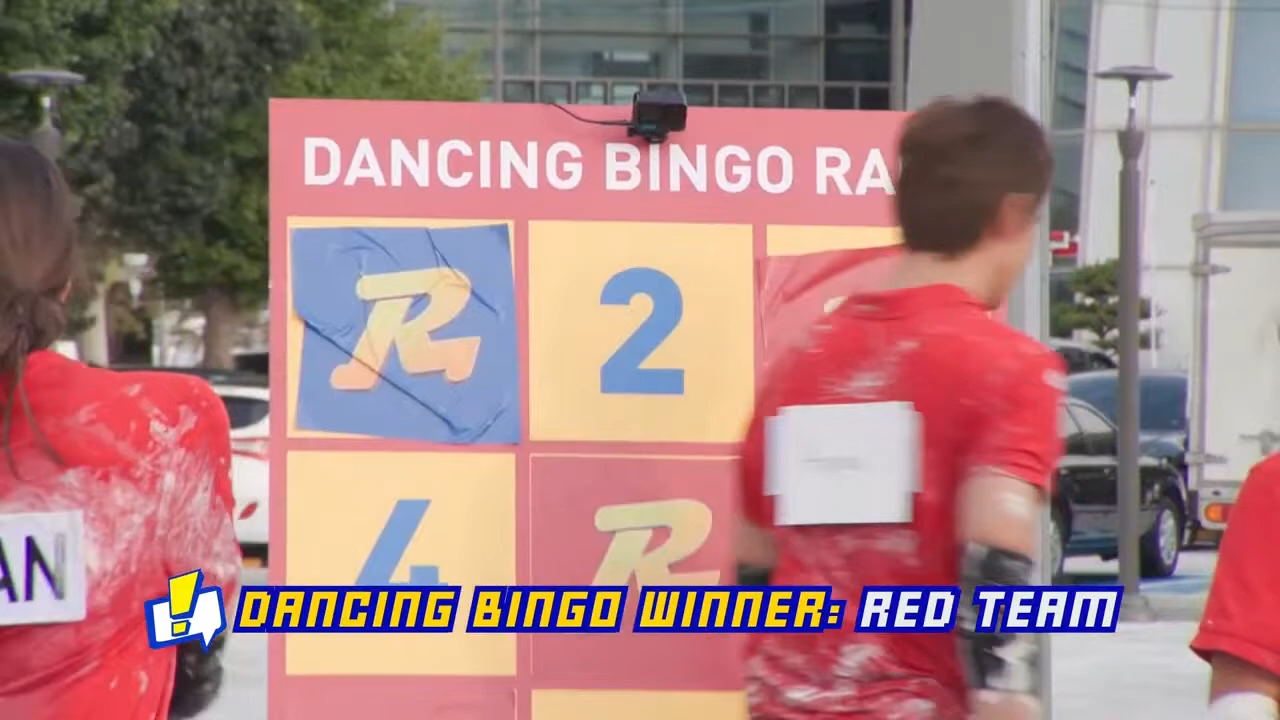 DANCING BINGO RA
R 2
4 R
AN
DANCING BINGO WINNER: RED TEAM